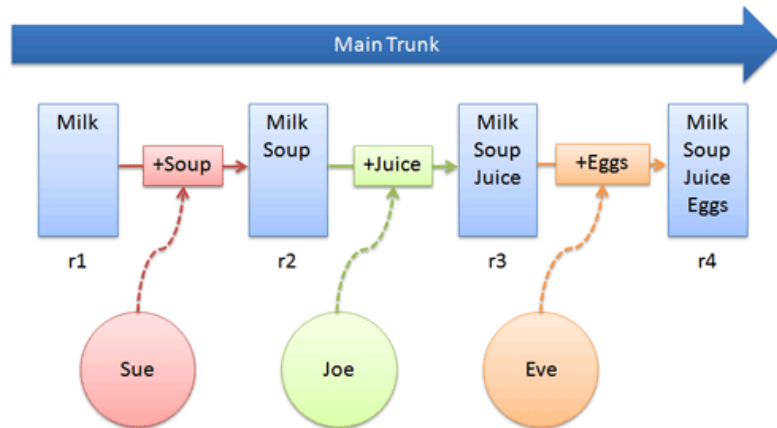 Main Trunk
Milk
+Soup
Milk
Soup
+Juice
Milk
Soup
Juice
+Eggs
Milk
Soup
Juice
Eggs
r1
r2
r3
r4
Sue
Joe
Eve